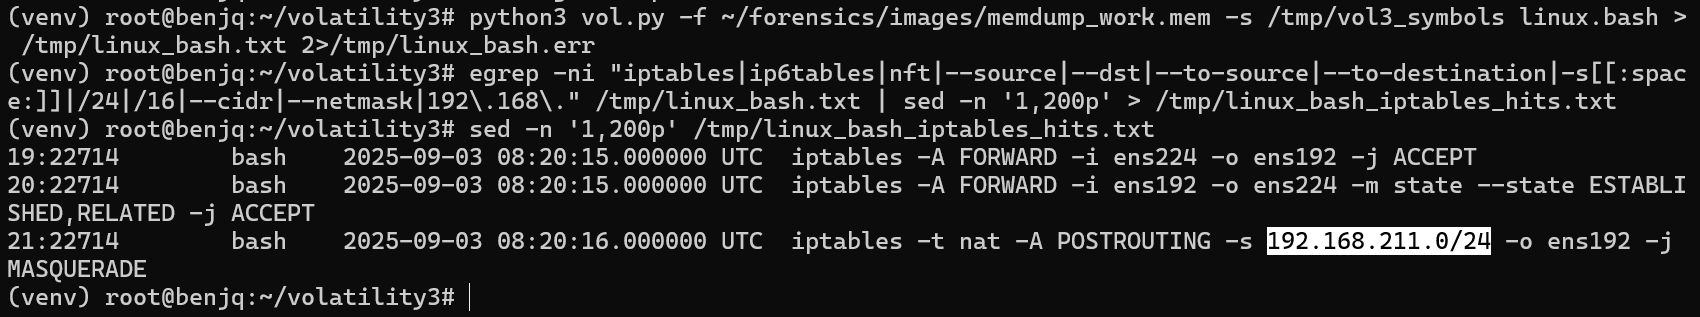 (venv) root@benjq:~/volatility3# python3 vol.py -f ~/forensics/images/memdump_work.mem -s /tmp/vol3_symbols linux.bash >
 /tmp/linux_bash.txt 2>/tmp/linux_bash.err
(venv) root@benjq:~/volatility3# egrep -ni "iptables|ip6tables|nft|--source|--dst|--to-source|--to-destination|-s[[:spac
e:]]|/24|/16|--cidr|--netmask|192\.168\." /tmp/linux_bash.txt | sed -n '1,200p' > /tmp/linux_bash_iptables_hits.txt
(venv) root@benjq:~/volatility3# sed -n '1,200p' /tmp/linux_bash_iptables_hits.txt
19:22714        bash    2025-09-03 08:20:15.000000 UTC  iptables -A FORWARD -i ens224 -o ens192 -j ACCEPT
20:22714        bash    2025-09-03 08:20:15.000000 UTC  iptables -A FORWARD -i ens192 -o ens224 -m state --state ESTABLI
SHED,RELATED -j ACCEPT
21:22714        bash    2025-09-03 08:20:16.000000 UTC  iptables -t nat -A POSTROUTING -s 192.168.211.0/24 -o ens192 -j
MASQUERADE
(venv) root@benjq:~/volatility3#